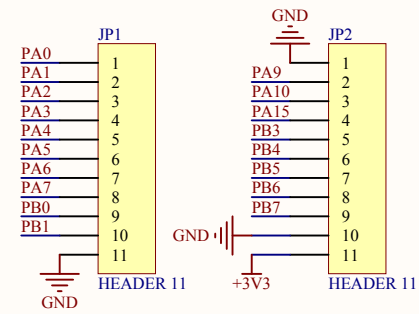 JP1
PA0 1
PA1 2
PA2 3
PA3 4
PA4 5
PA5 6
PA6 7
PA7 8
PB0 9
PB1 10
11
GND
HEADER 11
GND
JP2
1
PA9 2
PA10 3
PA15 4
PB3 5
PB4 6
PB5 7
PB6 8
PB7 9
GND 10
11
+3V3
HEADER 11